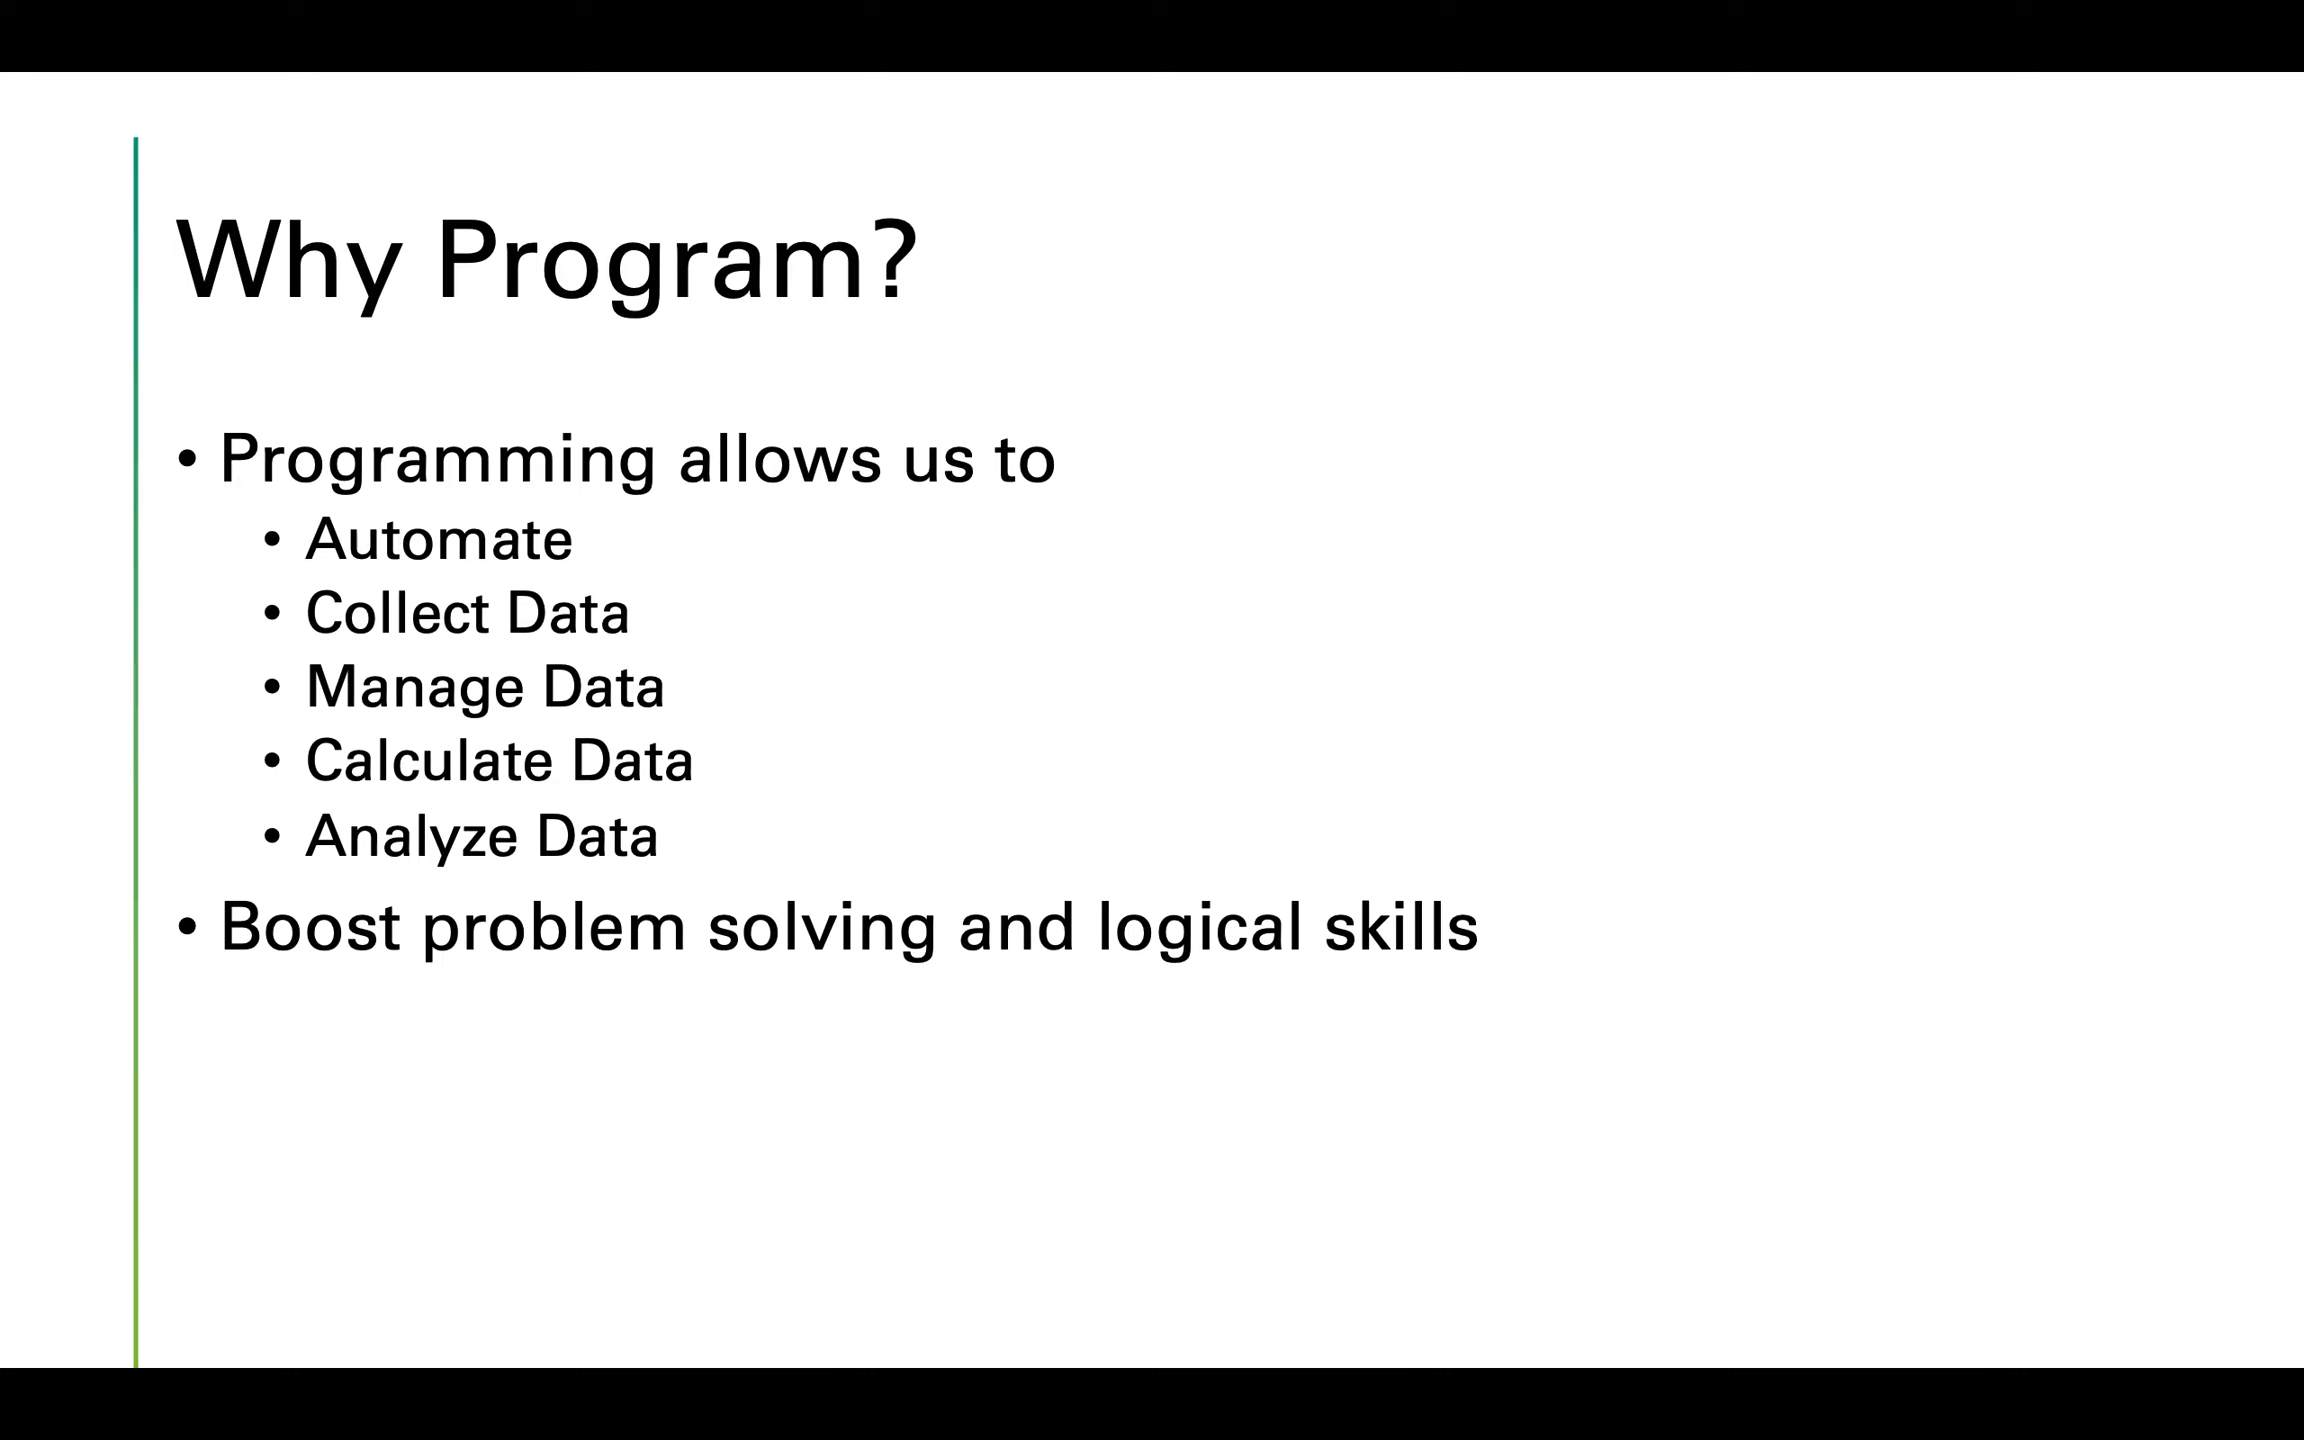 Why Program?
• Programming allows us to
• Automate
• Collect Data
• Manage Data
• Calculate Data
• Analyze Data
• Boost problem solving and logical skills